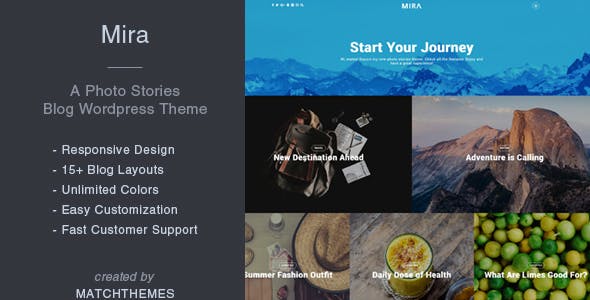 Mira
A Photo Stories
Blog Wordpress Theme
- Responsive Design
- 15+ Blog Layouts
- Unlimited Colors
- Easy Customization
- Fast Customer Support
created by
MATCHTHEMES
MIRA
Start Your Journey
New Destination Ahead
Adventure is Calling
Summer Fashion Outfit
Daily Dose of Health
What Are Limes Good For?